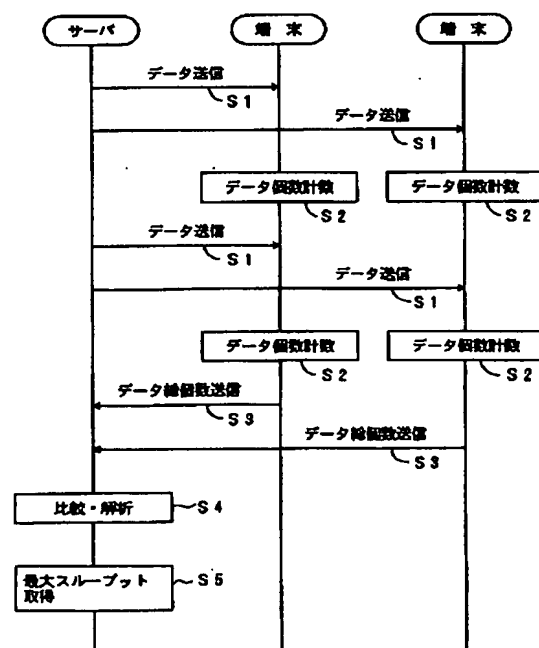 サーバ
端 末
端 末
データ送信
S1
データ送信
S1
データ個数計数
S2
データ個数計数
S2
データ送信
S1
データ送信
S1
データ個数計数
S2
データ個数計数
S2
データ総個数送信
S3
データ総個数送信
S3
比較・解析
S4
最大スループット
取得
S5